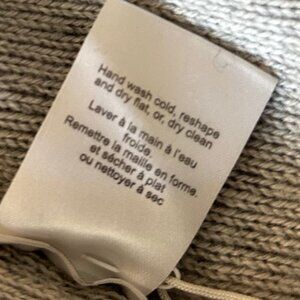 Hand wash cold, reshape
and dry flat, or, dry clean
Laver à la main à l'eau
froide.
Remettre la maille en forme
et sécher à plat
ou nettoyer à sec